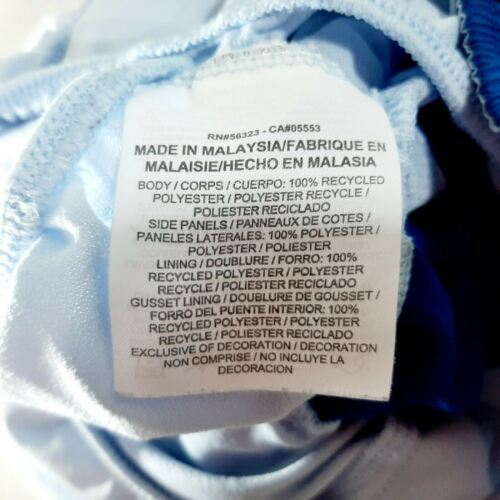 RN#56323 - CA#05553
MADE IN MALAYSIA/FABRIQUE EN
MALAISIE/HECHO EN MALASIA
BODY / CORPS / CUERPO: 100% RECYCLED
POLYESTER / POLYESTER RECYCLE /
POLIESTER RECICLADO
SIDE PANELS / PANNEAUX DE COTES /
PANELES LATERALES: 100% POLYESTER /
POLYESTER / POLIESTER
LINING / DOUBLURE / FORRO: 100%
RECYCLED POLYESTER / POLYESTER
RECYCLE / POLIESTER RECICLADO
GUSSET LINING / DOUBLURE DE GOUSSET /
FORRO DEL PUENTE INTERIOR: 100%
RECYCLED POLYESTER / POLYESTER
RECYCLE / POLIESTER RECICLADO
EXCLUSIVE OF DECORATION / DECORATION
NON COMPRISE / NO INCLUYE LA
DECORACION